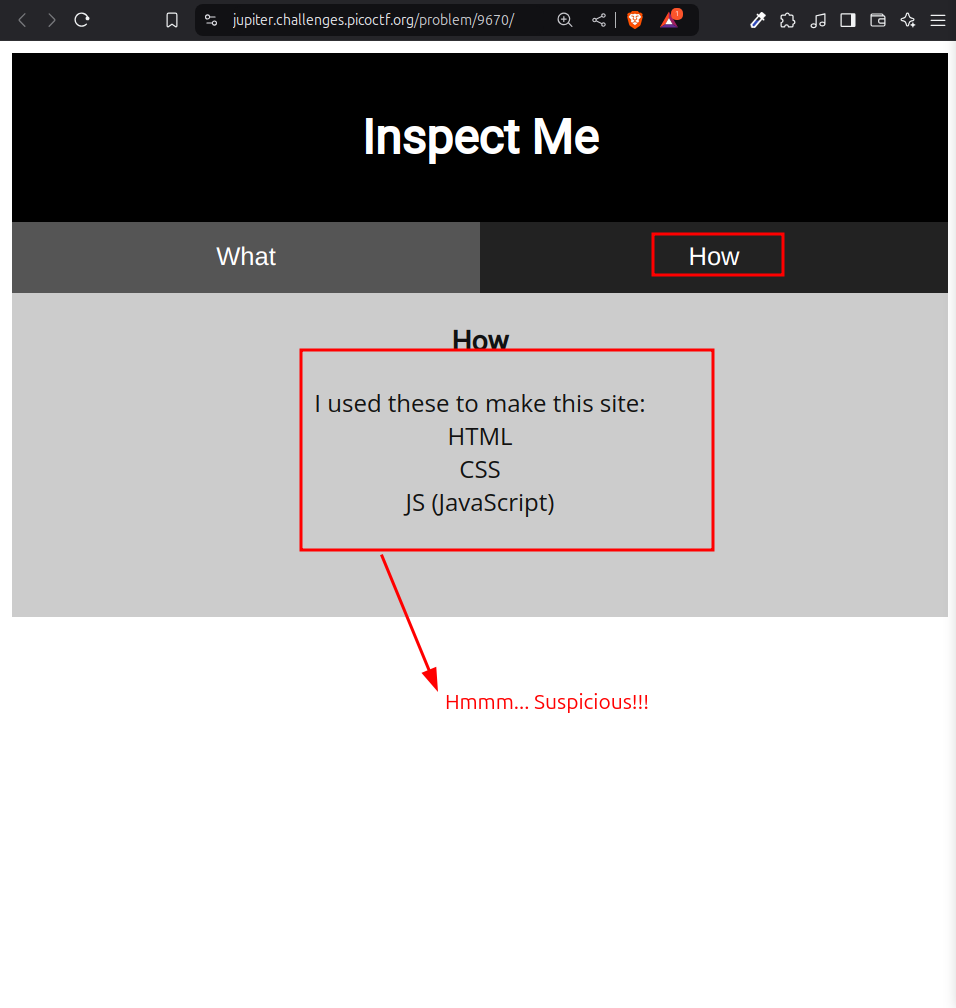 jupiter.challenges.picoctf.org/problem/9670/
1
Inspect Me
What
How
How
I used these to make this site:
HTML
CSS
JS (JavaScript)
Hmmm... Suspicious!!!